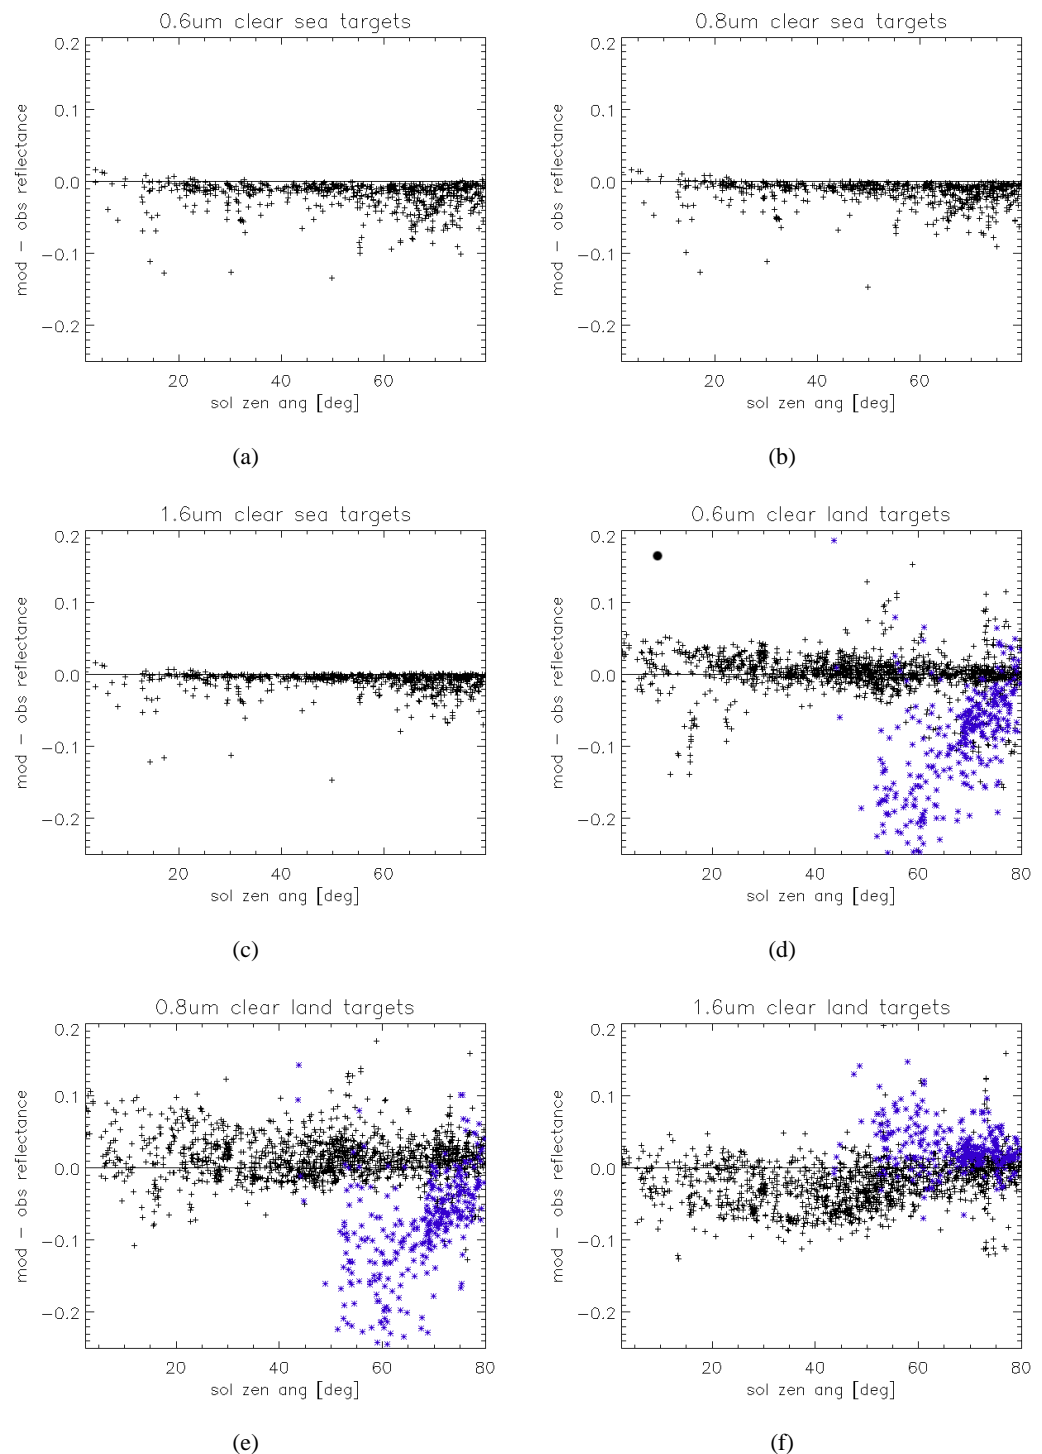 0.6um clear sea targets
0.8um clear sea targets
0.2
0.1
0.0
−0.1
−0.2
mod − obs reflectance
20
40
60
sol zen ang [deg]
0.2
0.1
0.0
−0.1
−0.2
mod − obs reflectance
20
40
60
sol zen ang [deg]
(a)
(b)
1.6um clear sea targets
0.6um clear land targets
0.2
0.1
0.0
−0.1
−0.2
mod − obs reflectance
20
40
60
sol zen ang [deg]
0.2
0.1
0.0
−0.1
−0.2
mod − obs reflectance
20
40
60
80
sol zen ang [deg]
(c)
(d)
0.8um clear land targets
1.6um clear land targets
0.2
0.1
0.0
−0.1
−0.2
mod − obs reflectance
20
40
60
80
sol zen ang [deg]
0.2
0.1
0.0
−0.1
−0.2
mod − obs reflectance
20
40
60
80
sol zen ang [deg]
(e)
(f)